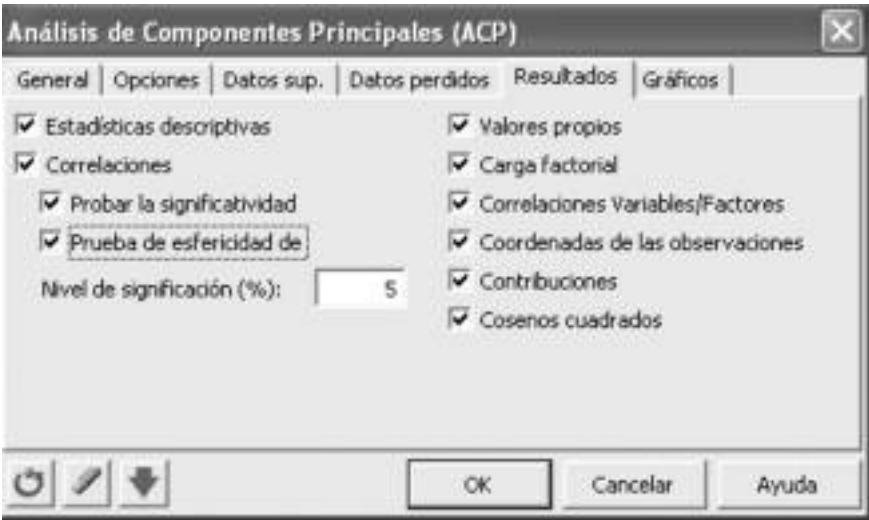 Análisis de Componentes Principales (ACP)
General Opciones Datos sup. Datos perdidos Resultados Gráficos
Estadísticas descriptivas
Correlaciones
Probar la significatividad
Prueba de esfericidad de
Nivel de significación (%): 5
Valores propios
Carga factorial
Correlaciones Variables/Factores
Coordenadas de las observaciones
Contribuciones
Cosenos cuadrados
OK Cancelar Ayuda